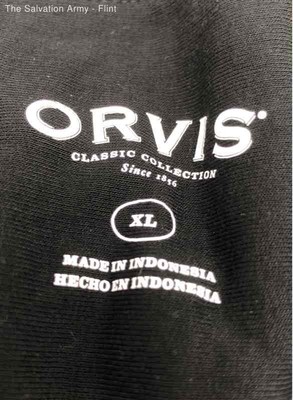 The Salvation Army - Flint
ORVIS
CLASSIC COLLECTION
Since 1856
XL
MADE IN INDONESIA
HECHO EN INDONESIA